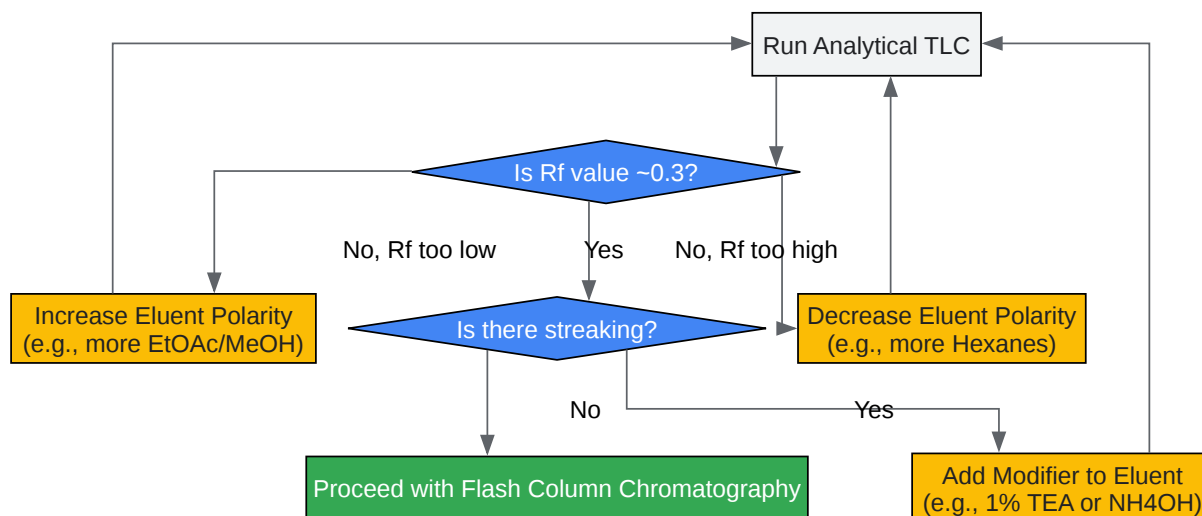 Run Analytical TLC
Is Rf value ~0.3?
No, Rf too low
Yes
No, Rf too high
Increase Eluent Polarity
(e.g., more EtOAc/MeOH)
Is there streaking?
Decrease Eluent Polarity
(e.g., more Hexanes)
No
Yes
Proceed with Flash Column Chromatography
Add Modifier to Eluent
(e.g., 1% TEA or NH4OH)